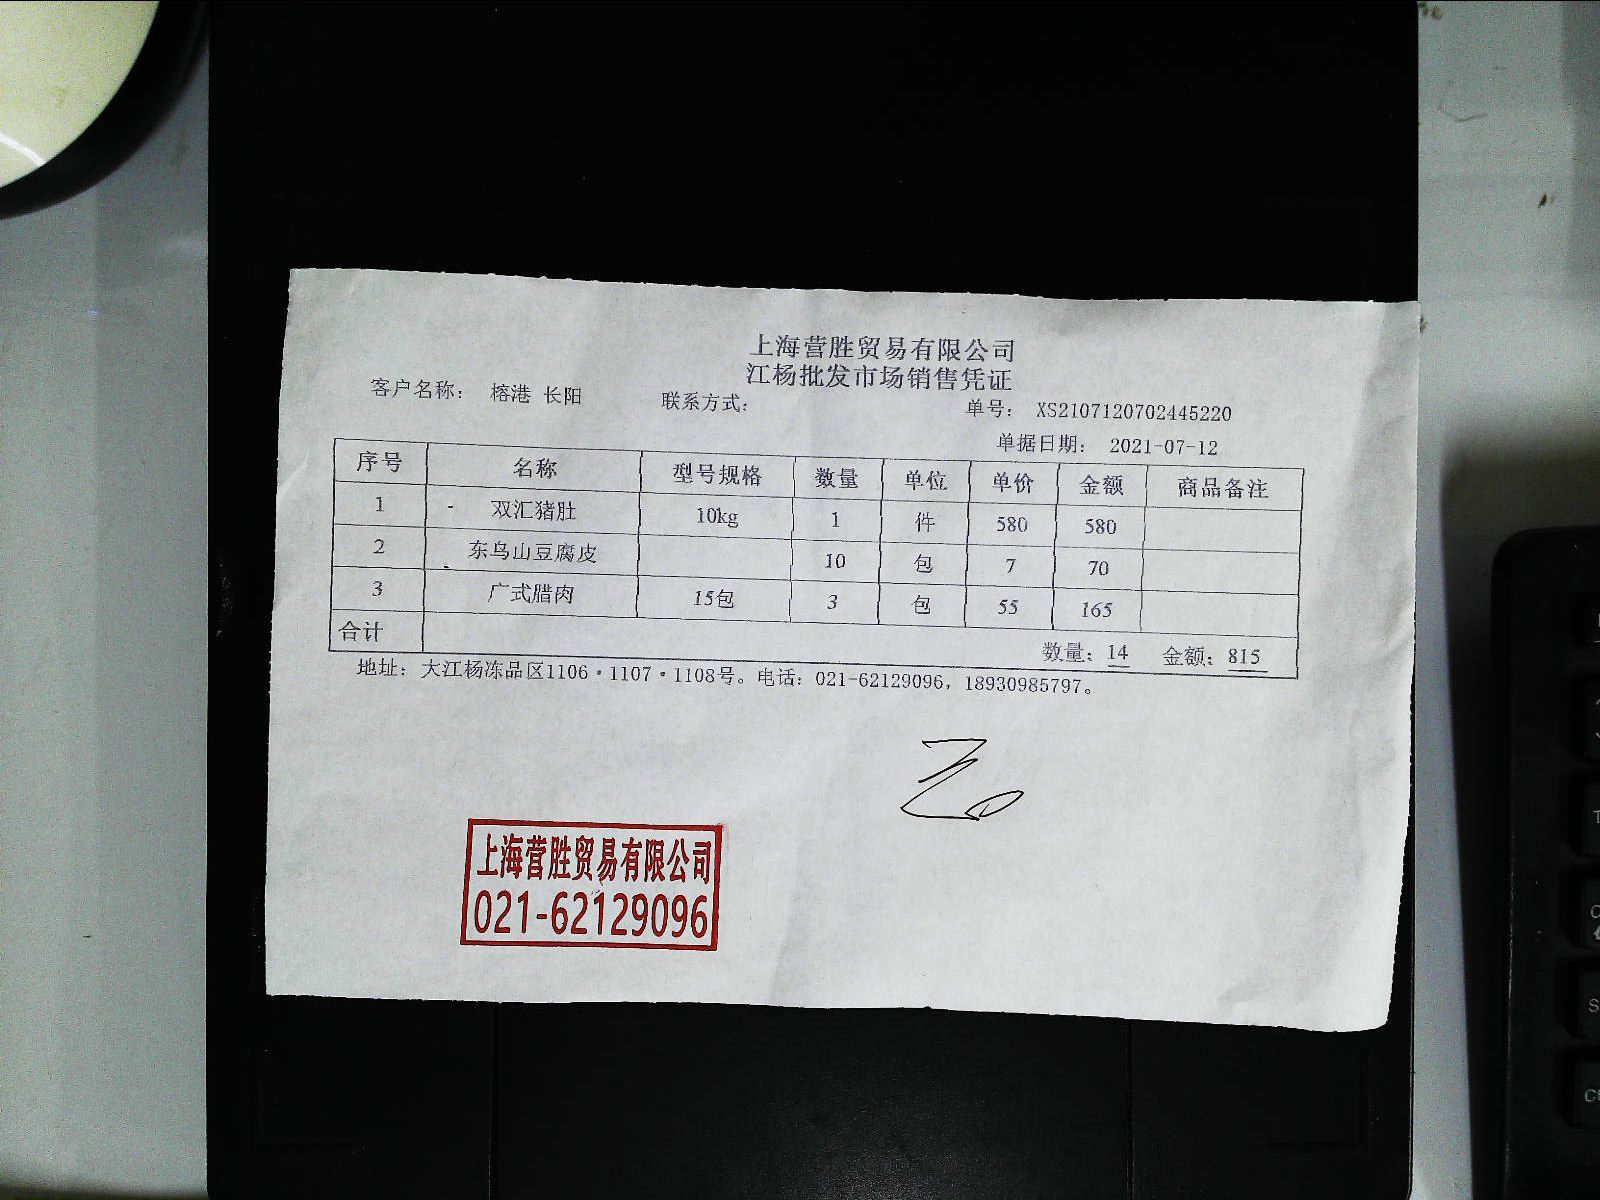 上海营胜贸易有限公司
江杨批发市场销售凭证
客户名称： 榕港 长阳 联系方式： 单号： XS2107120702445220
单据日期： 2021-07-12
序号 名称 型号规格 数量 单位 单价 金额 商品备注
1 双汇猪肚 10kg 1 件 580 580
2 东乌山豆腐皮 10 包 7 70
3 广式腊肉 15包 3 包 55 165
合计 数量：14 金额：815
地址：大江杨冻品区1106·1107·1108号。电话：021-62129096，18930985797。
上海营胜贸易有限公司
021-62129096